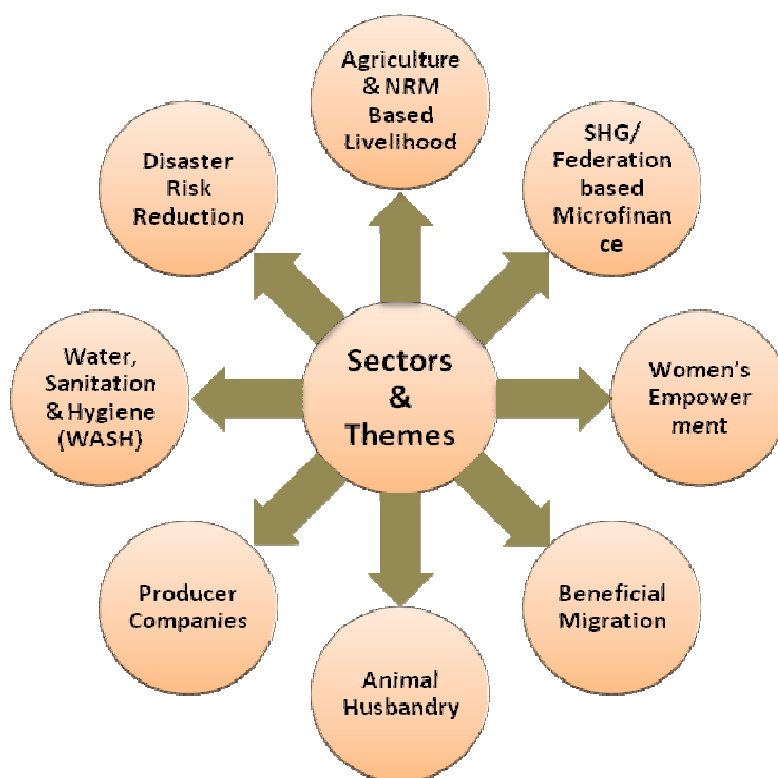 Agriculture
& NRM
Based
Livelihood
SHG/
Federation
based
Microfinan
ce
Women's
Empower
ment
Beneficial
Migration
Animal
Husbandry
Producer
Companies
Water,
Sanitation
& Hygiene
(WASH)
Disaster
Risk
Reduction
Sectors
&
Themes